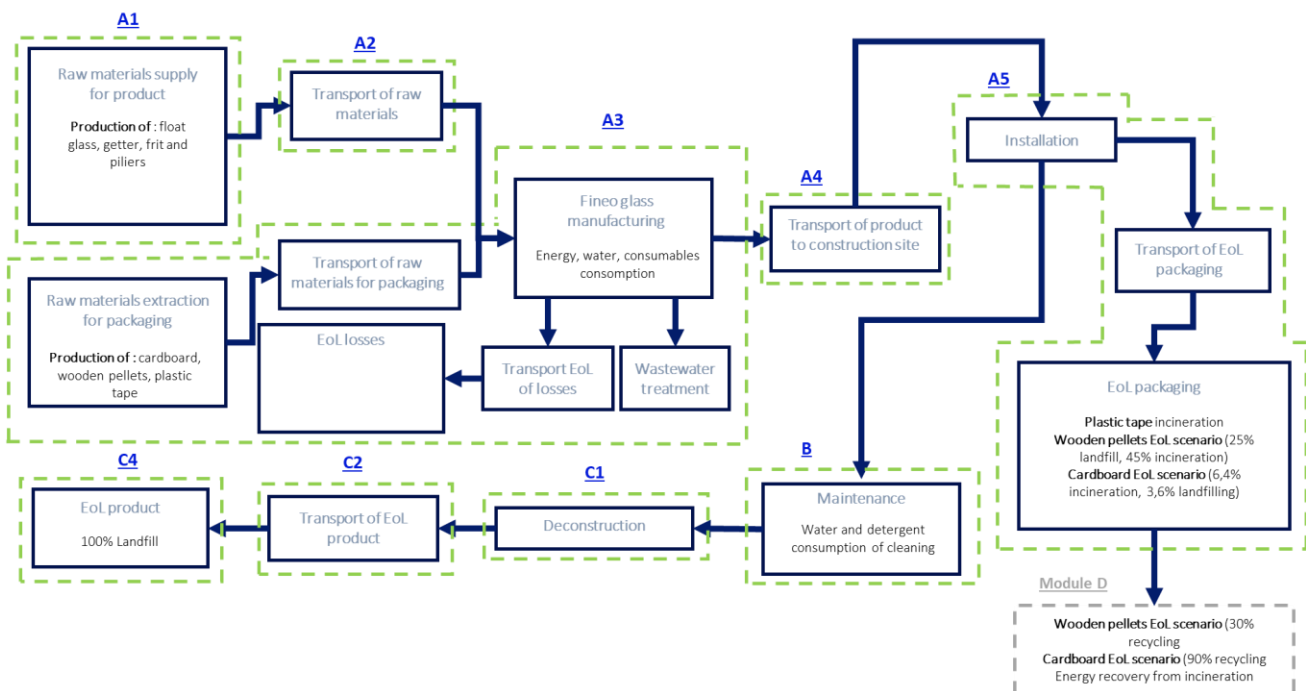 A1
Raw materials supply
for product
Production of : float
glass, getter, frit and
piliers
A2
Transport of raw
materials
A3
Fineo glass
manufacturing
Energy, water, consumables
consomption
Raw materials extraction
for packaging
Production of : cardboard,
wooden pellets, plastic
tape
Transport of raw
materials for packaging
EoL losses
Transport EoL
of losses
Wastewater
treatment
A4
Transport of product
to construction site
A5
Installation
Transport of EoL
packaging
EoL packaging
Plastic tape incineration
Wooden pellets EoL scenario (25%
landfill, 45% incineration)
Cardboard EoL scenario (6,4%
incineration, 3,6% landfilling)
B
Maintenance
Water and detergent
consumption of cleaning
C1
Deconstruction
C2
Transport of EoL
product
C4
EoL product
100% Landfill
Module D
Wooden pellets EoL scenario (30%
recycling
Cardboard EoL scenario (90% recycling
Energy recovery from incineration